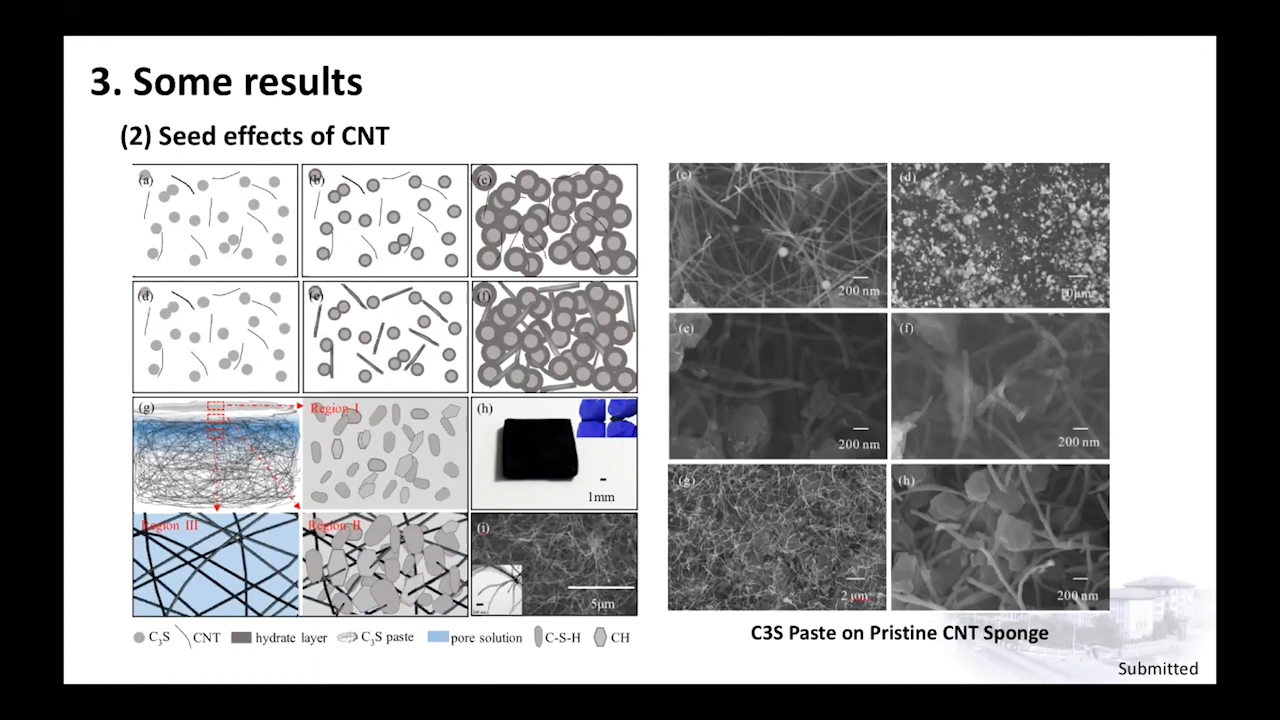 3. Some results
(2) Seed effects of CNT
(a)
(b)
(c)
(d)
(e)
(f)
(g)
Region I
(h)
1mm
Region III
Region II
(i)
5μm
C3S
CNT
hydrate layer
C3S paste
pore solution
C-S-H
CH
(c)
200 nm
(d)
10μm
(e)
200 nm
(f)
200 nm
(g)
2 μm
(h)
200 nm
C3S Paste on Pristine CNT Sponge
Submitted